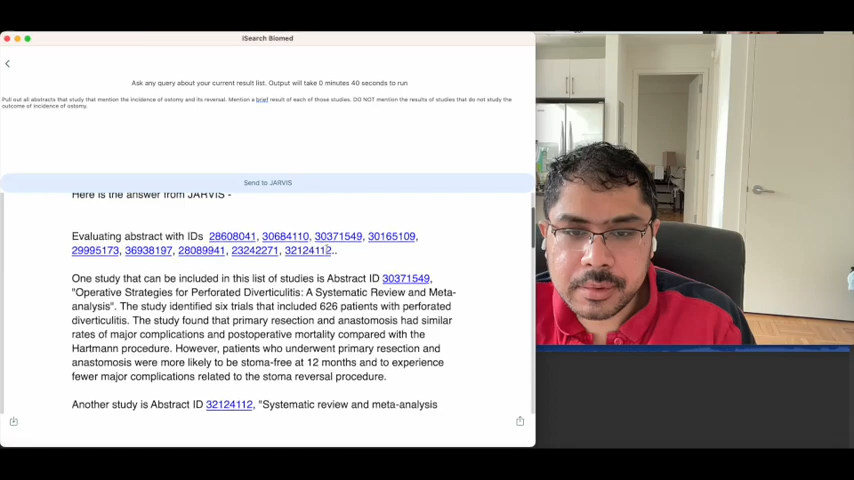 iSearch Biomed
Ask any query about your current result list. Output will take 0 minutes 40 seconds to run
Pull out all abstracts that study that mention the incidence of ostomy and its reversal. Mention a brief result of each of those studies. DO NOT mention the results of studies that do not study the
outcome of incidence of ostomy.
Send to JARVIS
Here is the answer from JARVIS -
Evaluating abstract with IDs 28608041, 30684110, 30371549, 30165109,
29995173, 36938197, 28089941, 23242271, 32124112...
One study that can be included in this list of studies is Abstract ID 30371549,
"Operative Strategies for Perforated Diverticulitis: A Systematic Review and Meta-
analysis". The study identified six trials that included 626 patients with perforated
diverticulitis. The study found that primary resection and anastomosis had similar
rates of major complications and postoperative mortality compared with the
Hartmann procedure. However, patients who underwent primary resection and
anastomosis were more likely to be stoma-free at 12 months and to experience
fewer major complications related to the stoma reversal procedure.
Another study is Abstract ID 32124112, "Systematic review and meta-analysis